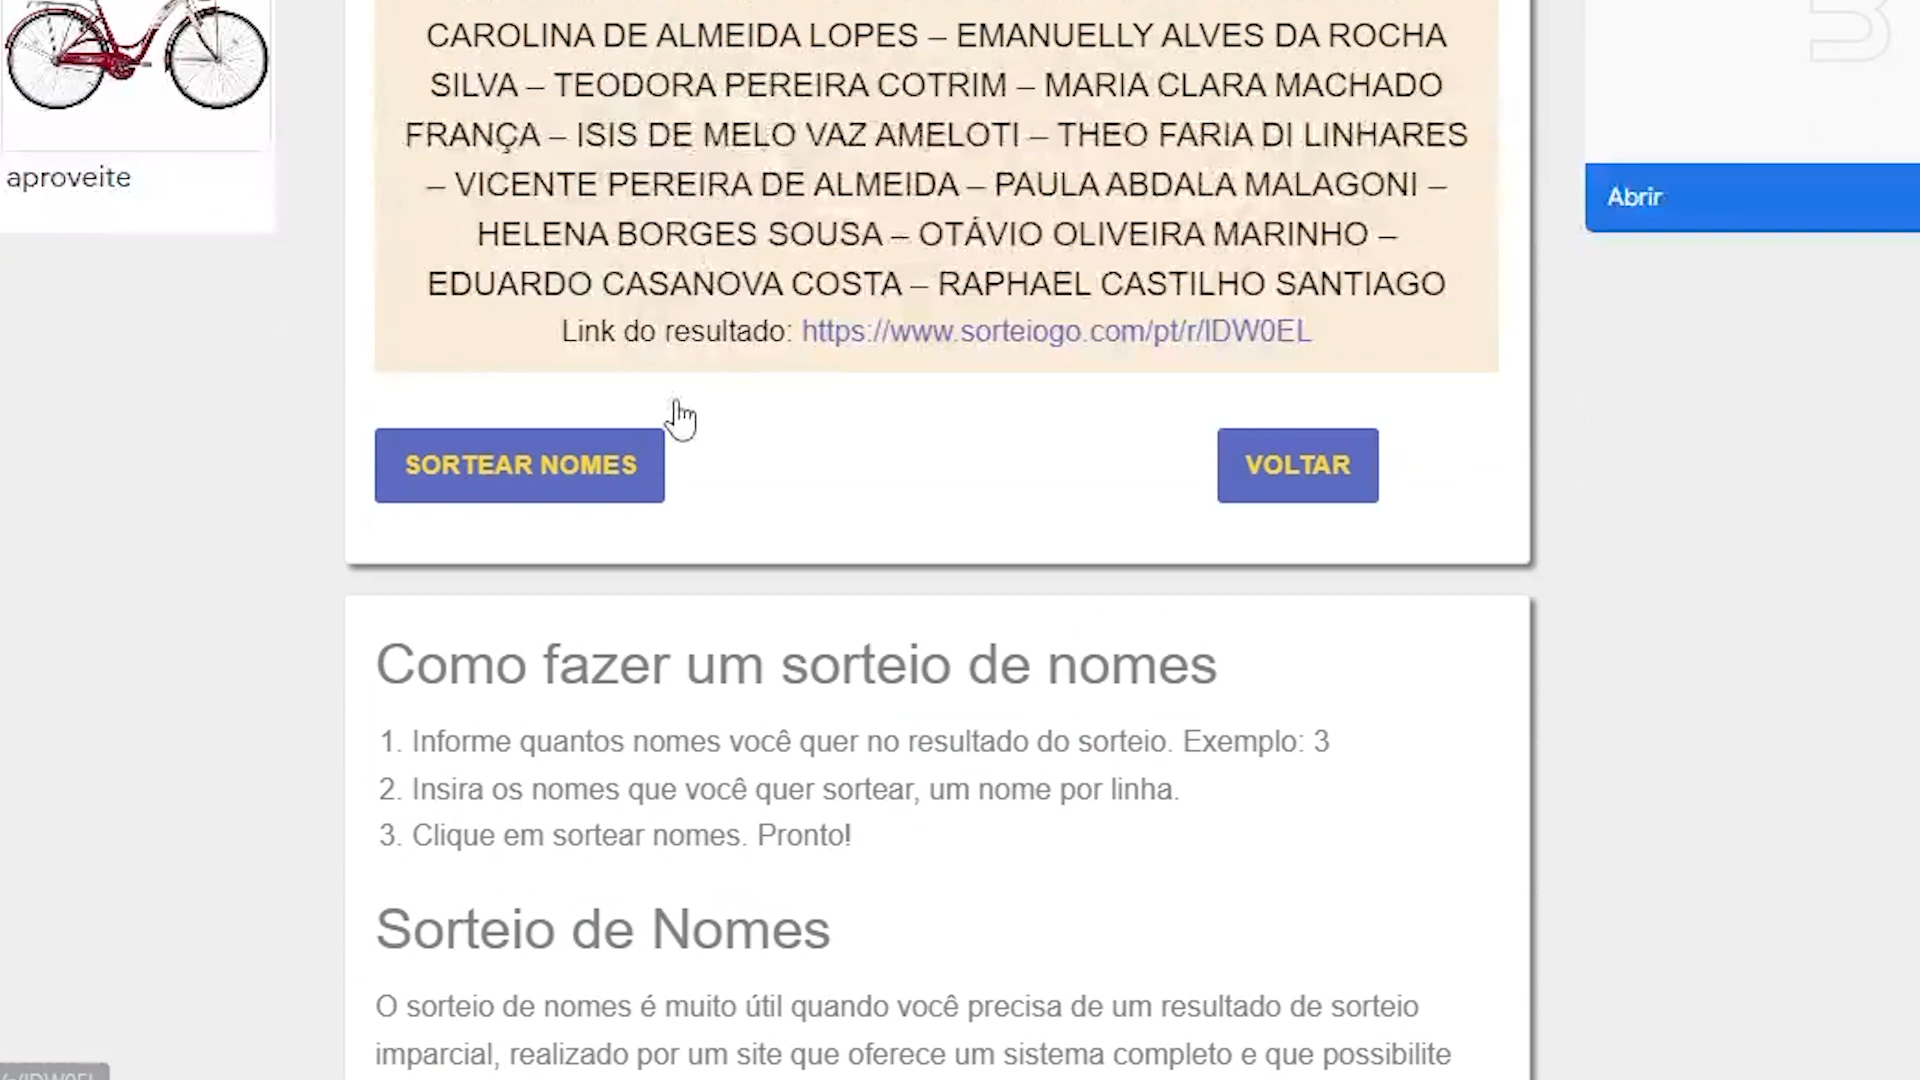 CAROLINA DE ALMEIDA LOPES – EMANUELLY ALVES DA ROCHA
SILVA – TEODORA PEREIRA COTRIM – MARIA CLARA MACHADO
FRANÇA – ISIS DE MELO VAZ AMELOTI – THEO FARIA DI LINHARES
– VICENTE PEREIRA DE ALMEIDA – PAULA ABDALA MALAGONI –
HELENA BORGES SOUSA – OTÁVIO OLIVEIRA MARINHO –
EDUARDO CASANOVA COSTA – RAPHAEL CASTILHO SANTIAGO
Link do resultado: https://www.sorteiogo.com/pt/r/IDW0EL
aproveite
Abrir
SORTEAR NOMES
VOLTAR
Como fazer um sorteio de nomes
1. Informe quantos nomes você quer no resultado do sorteio. Exemplo: 3
2. Insira os nomes que você quer sortear, um nome por linha.
3. Clique em sortear nomes. Pronto!
Sorteio de Nomes
O sorteio de nomes é muito útil quando você precisa de um resultado de sorteio
imparcial, realizado por um site que oferece um sistema completo e que possibilite